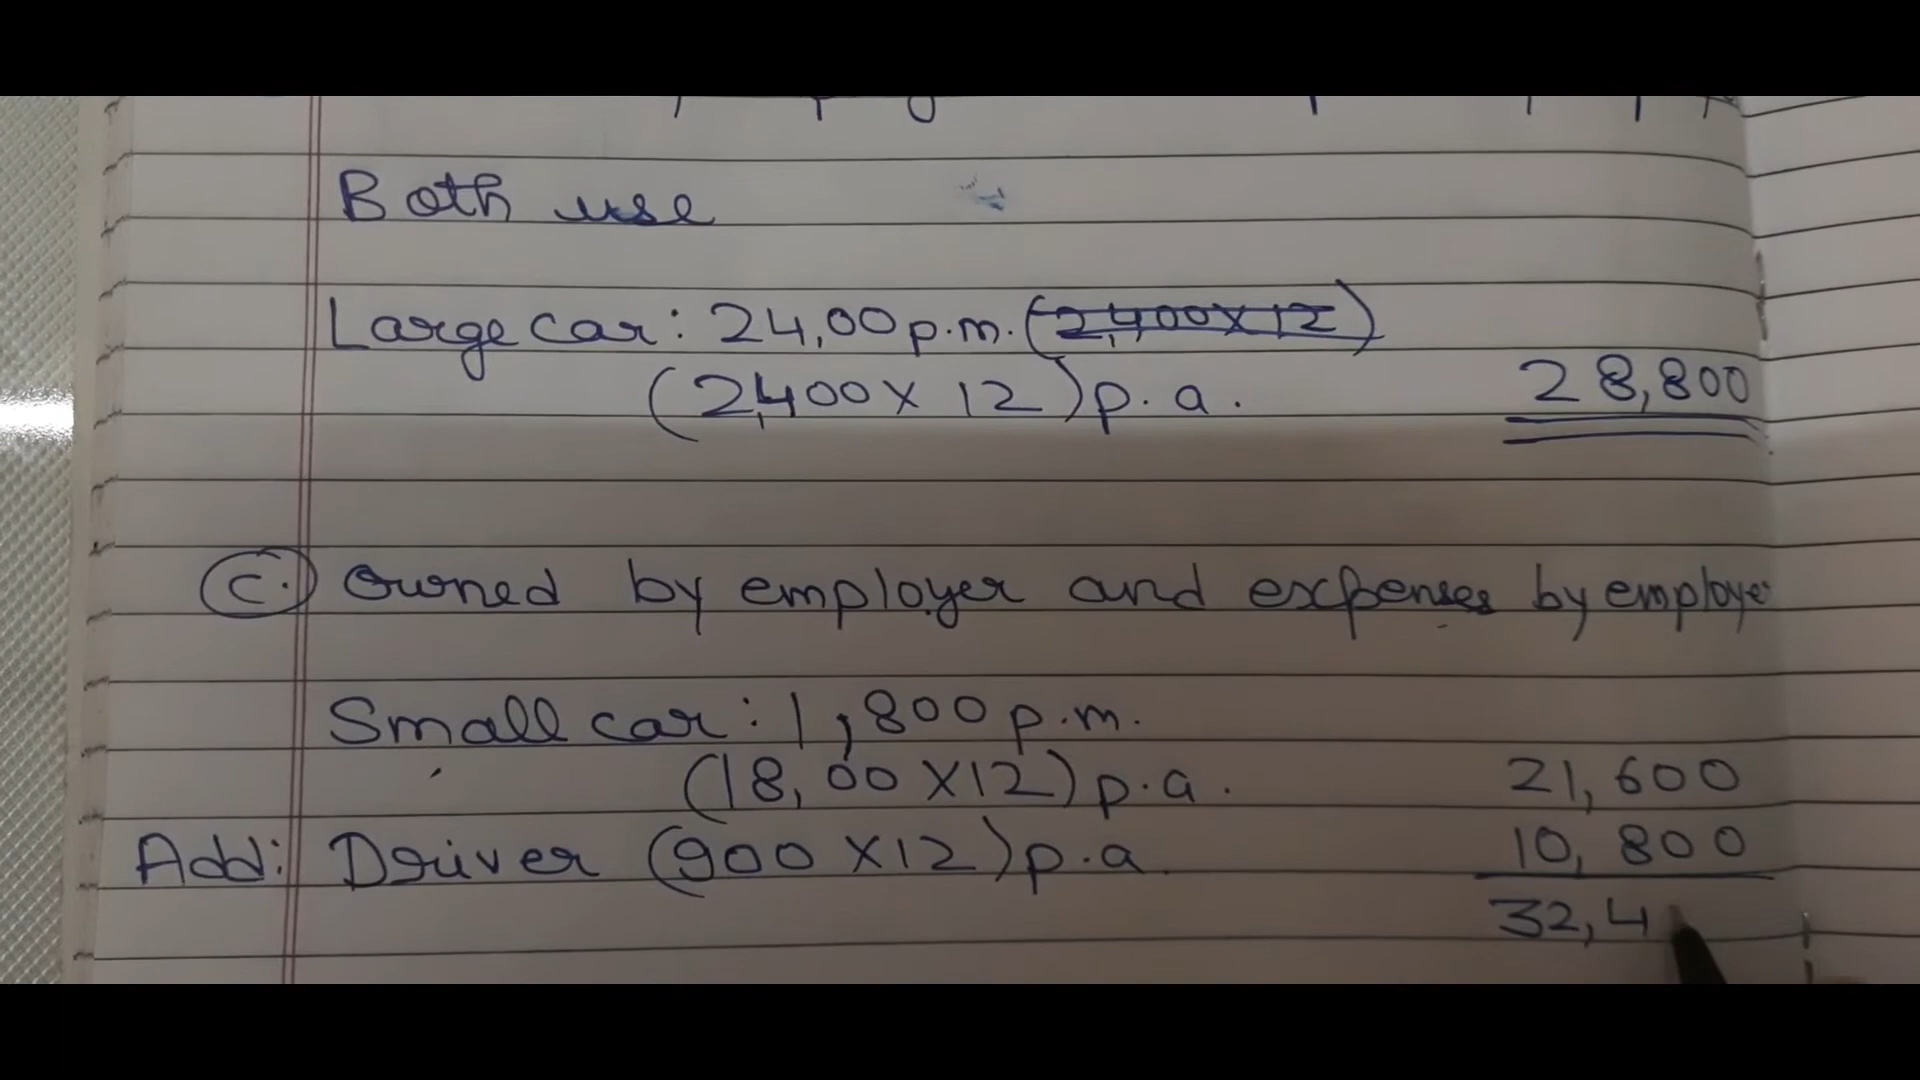 Both use
Large car: 24,00 p.m. (2,400 X 12)
(2,400 X 12) p.a. 28,800
C. Owned by employer and expenses by employe
Small car: 1,800 p.m.
(18,00 X 12) p.a. 21,600
Add: Driver (900 X 12) p.a 10,800
32,4